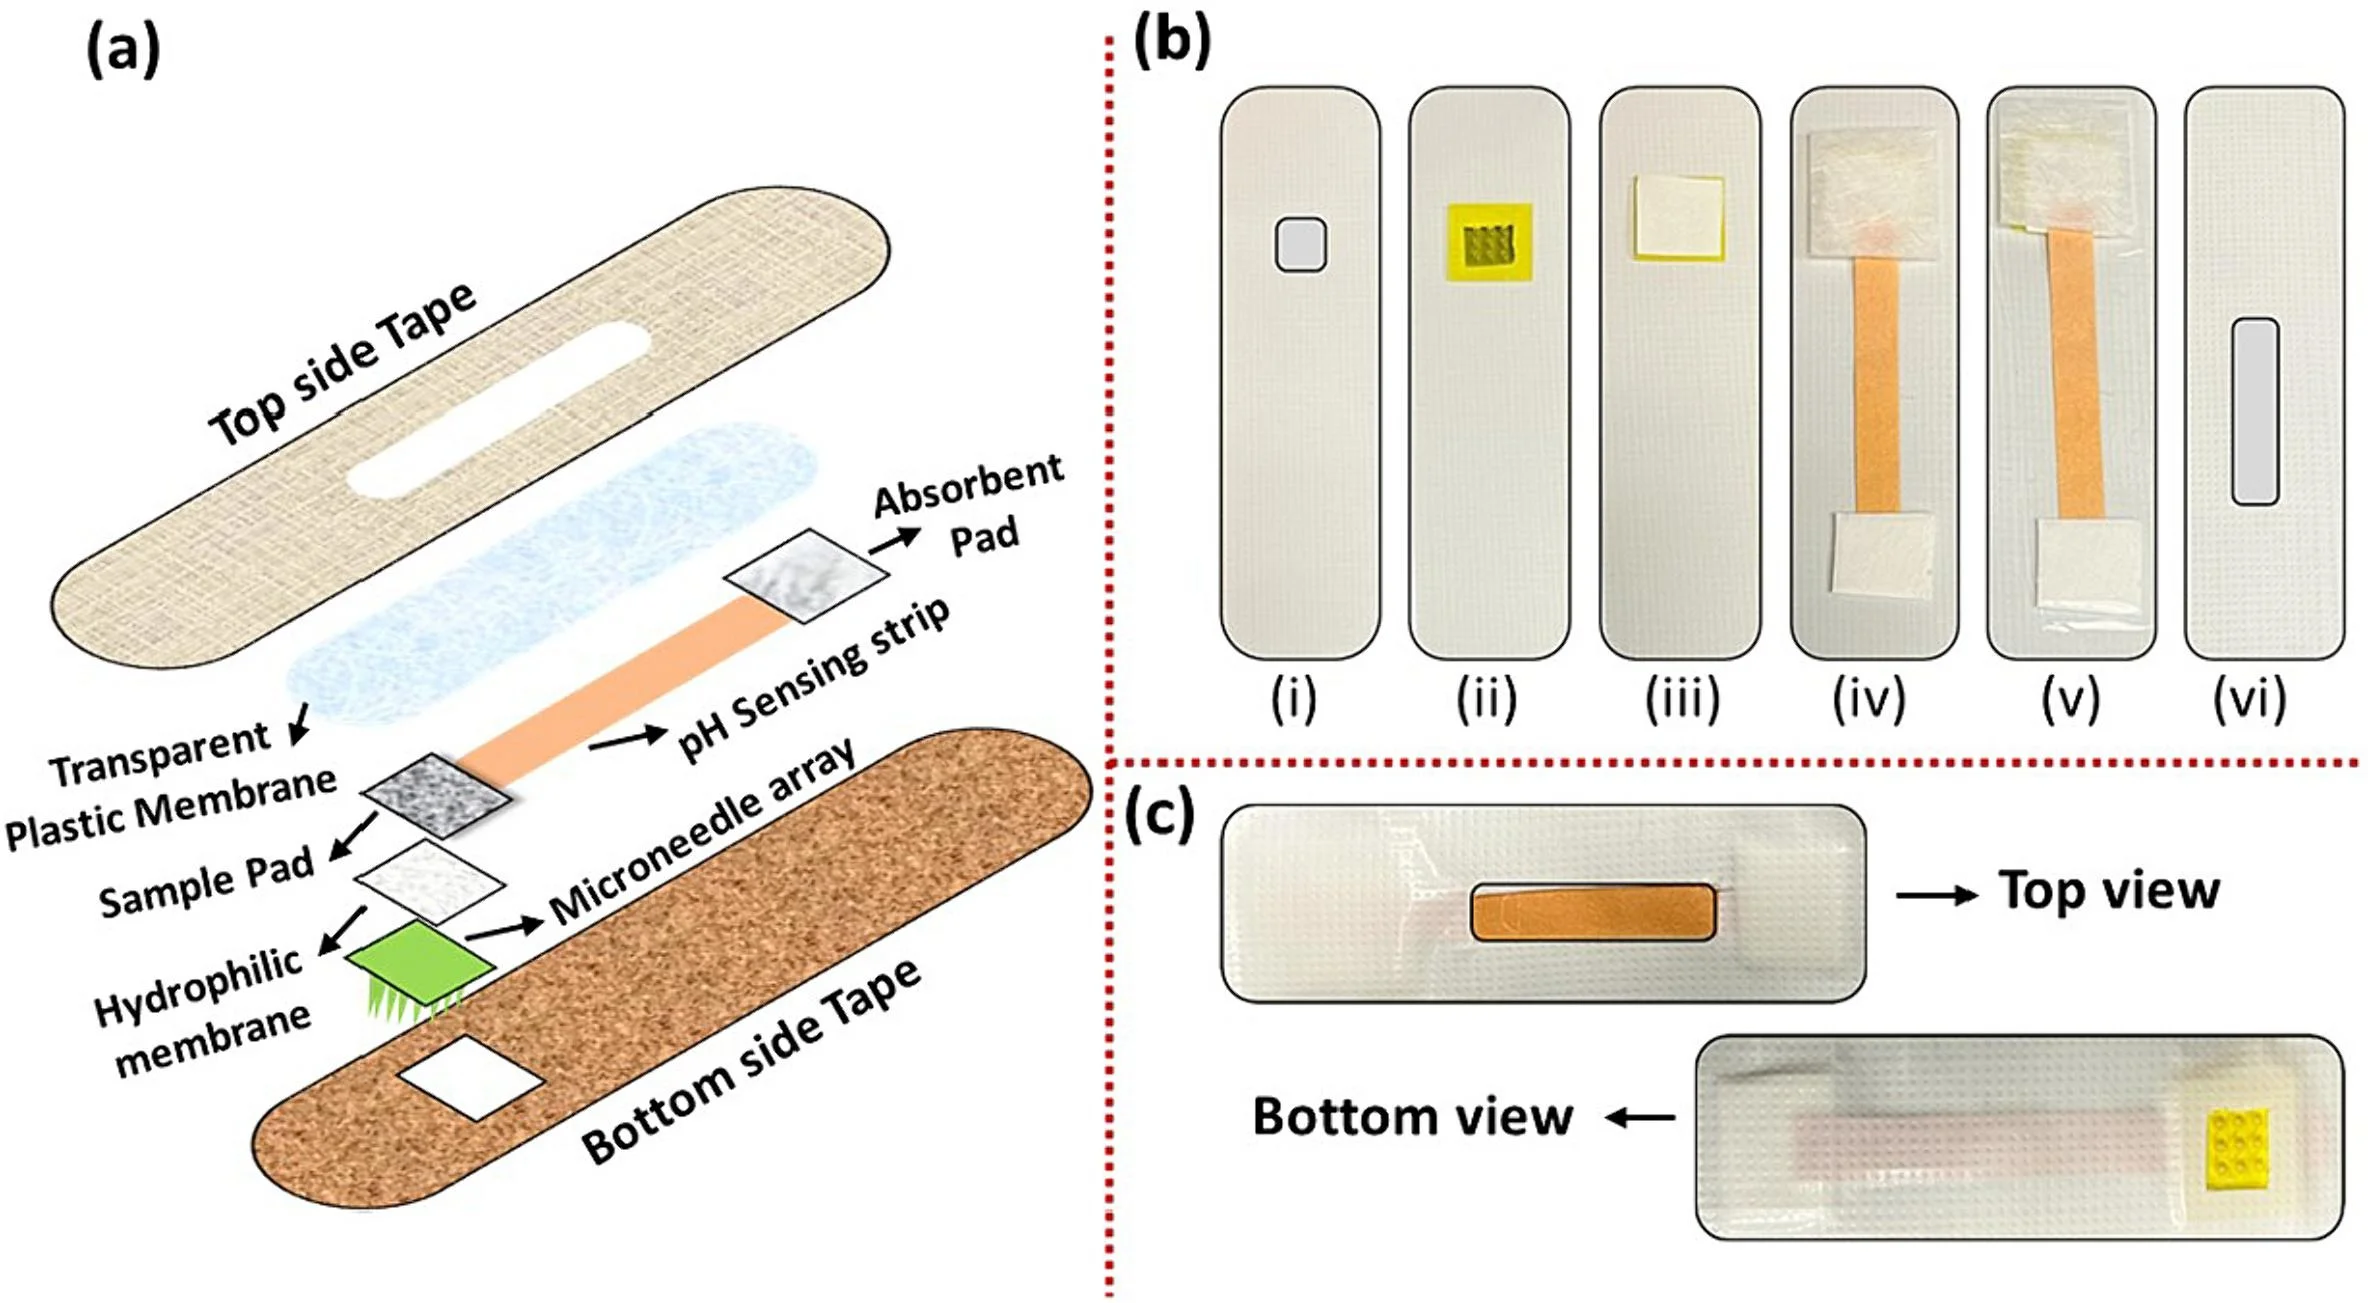 (a)
Top side Tape
Absorbent
Pad
pH Sensing strip
Transparent
Plastic Membrane
Sample Pad
Microneedle array
Hydrophilic
membrane
Bottom side Tape
(b)
(i) (ii) (iii) (iv) (v) (vi)
(c)
Top view
Bottom view